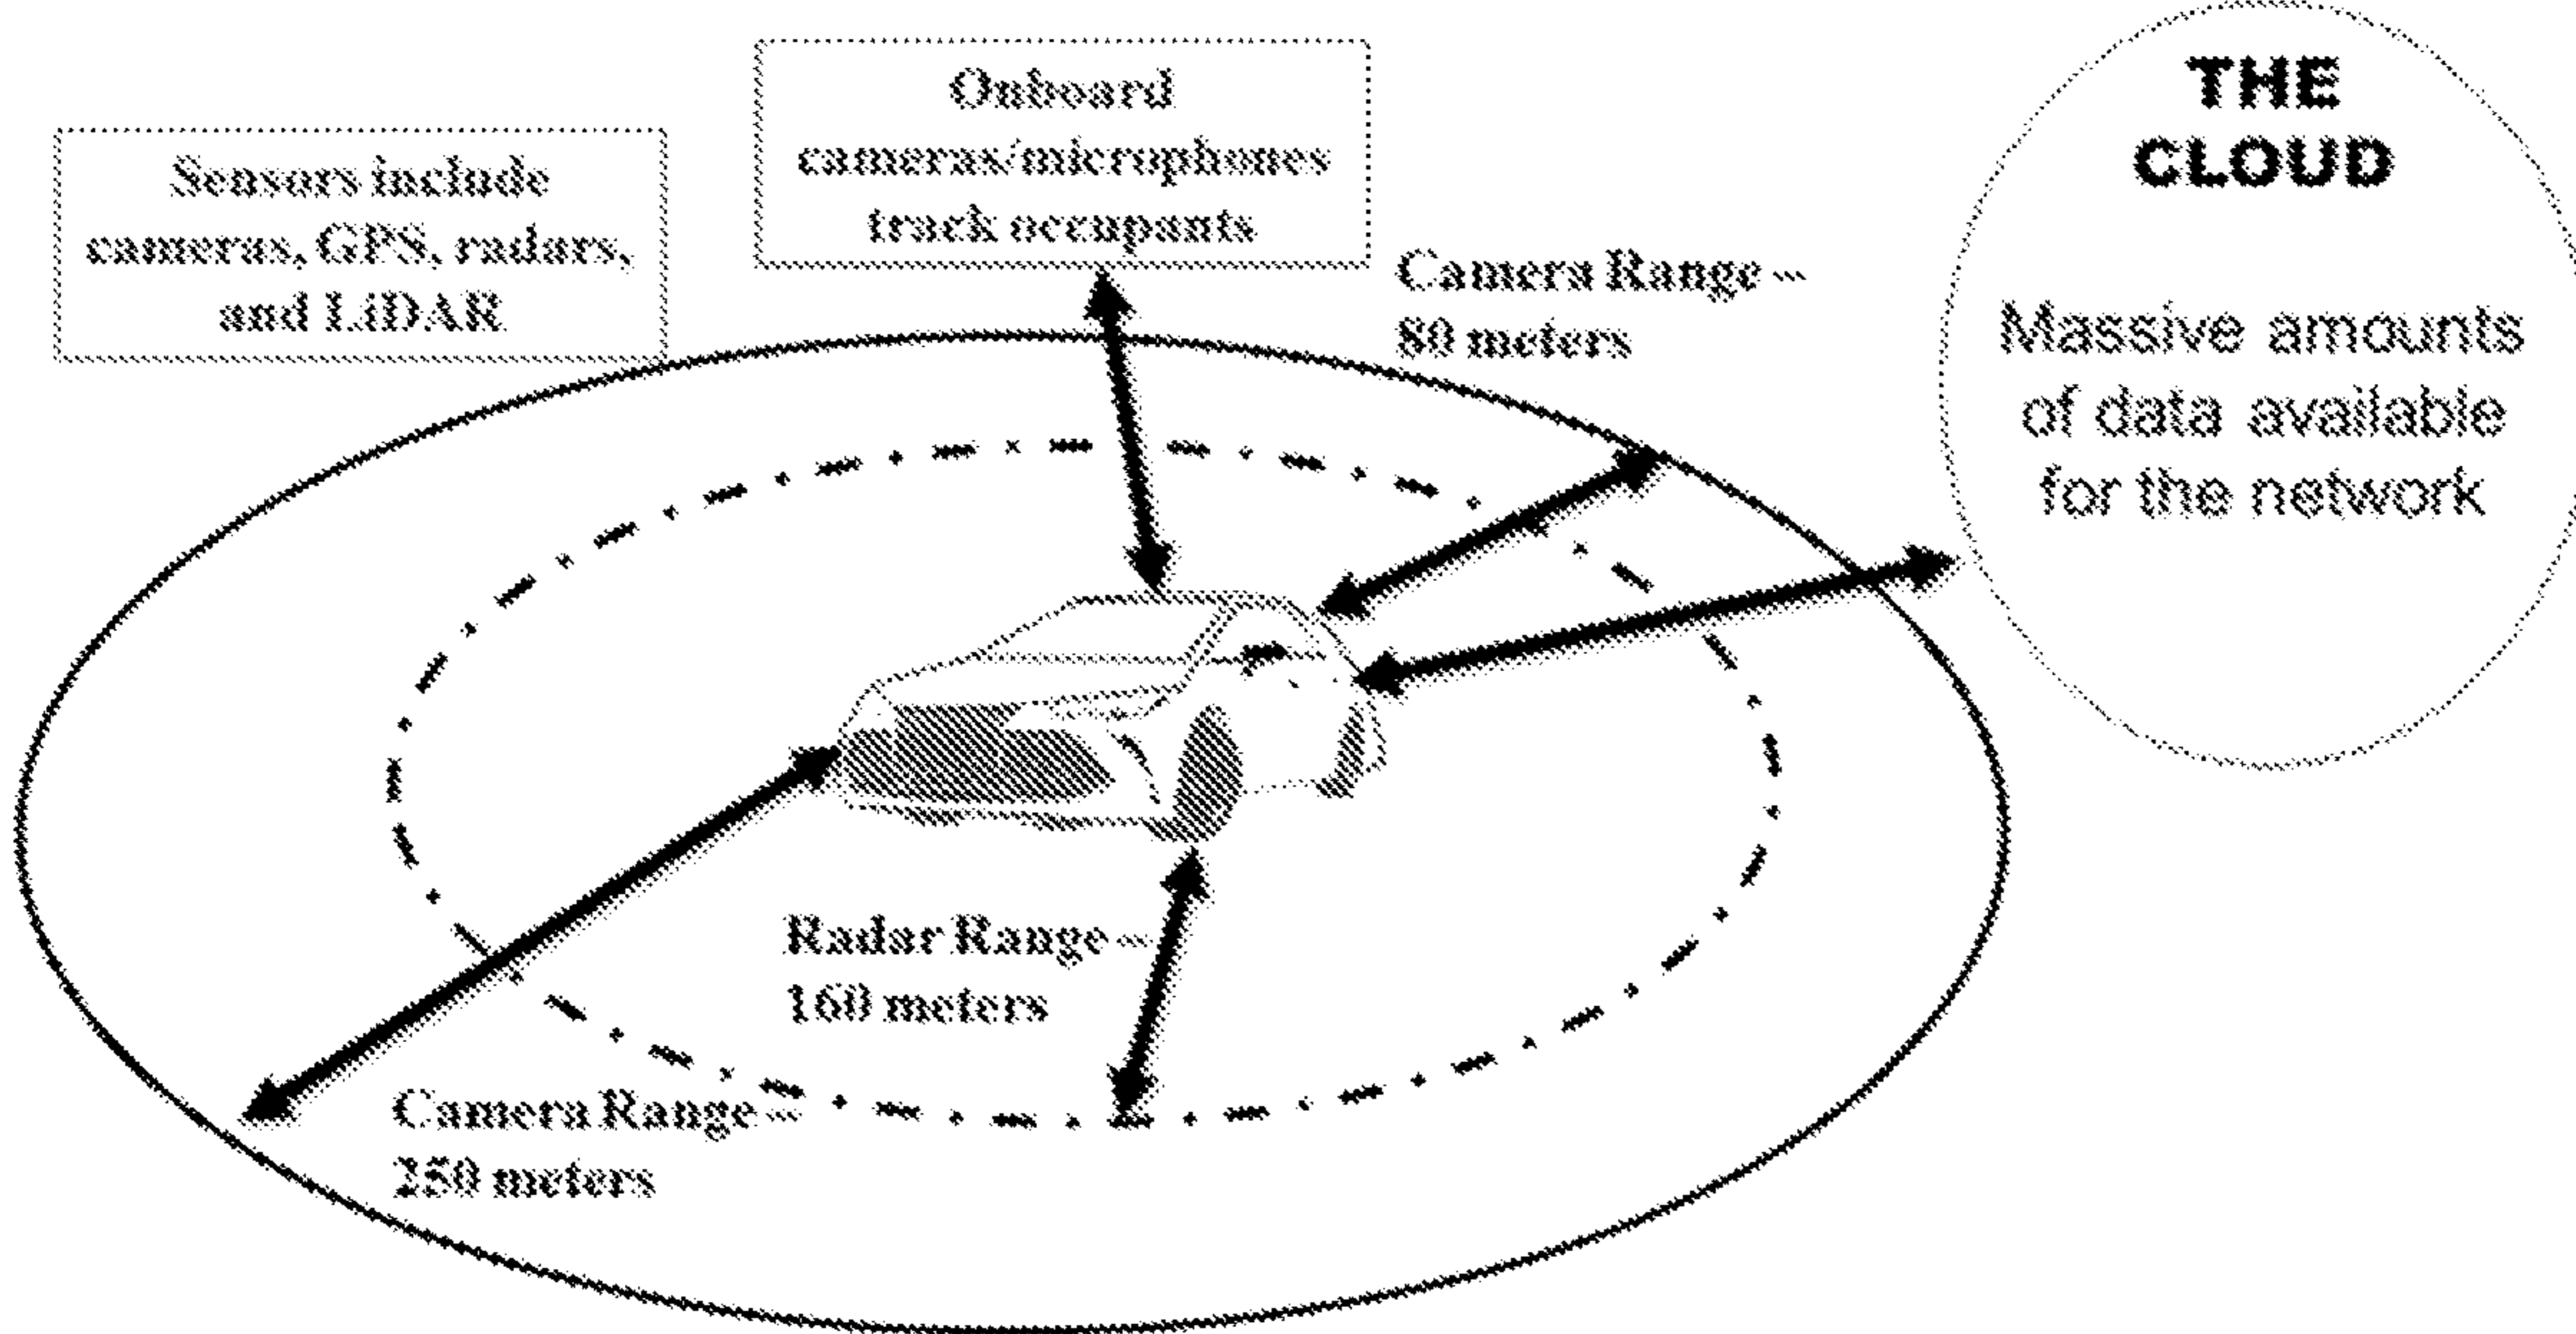 Sensors include
cameras, GPS, radars,
and LiDAR
Onboard
cameras/microphones
track occupants
Camera Range –
80 meters
THE
CLOUD
Massive amounts
of data available
for the network
Radar Range –
160 meters
Camera Range –
250 meters